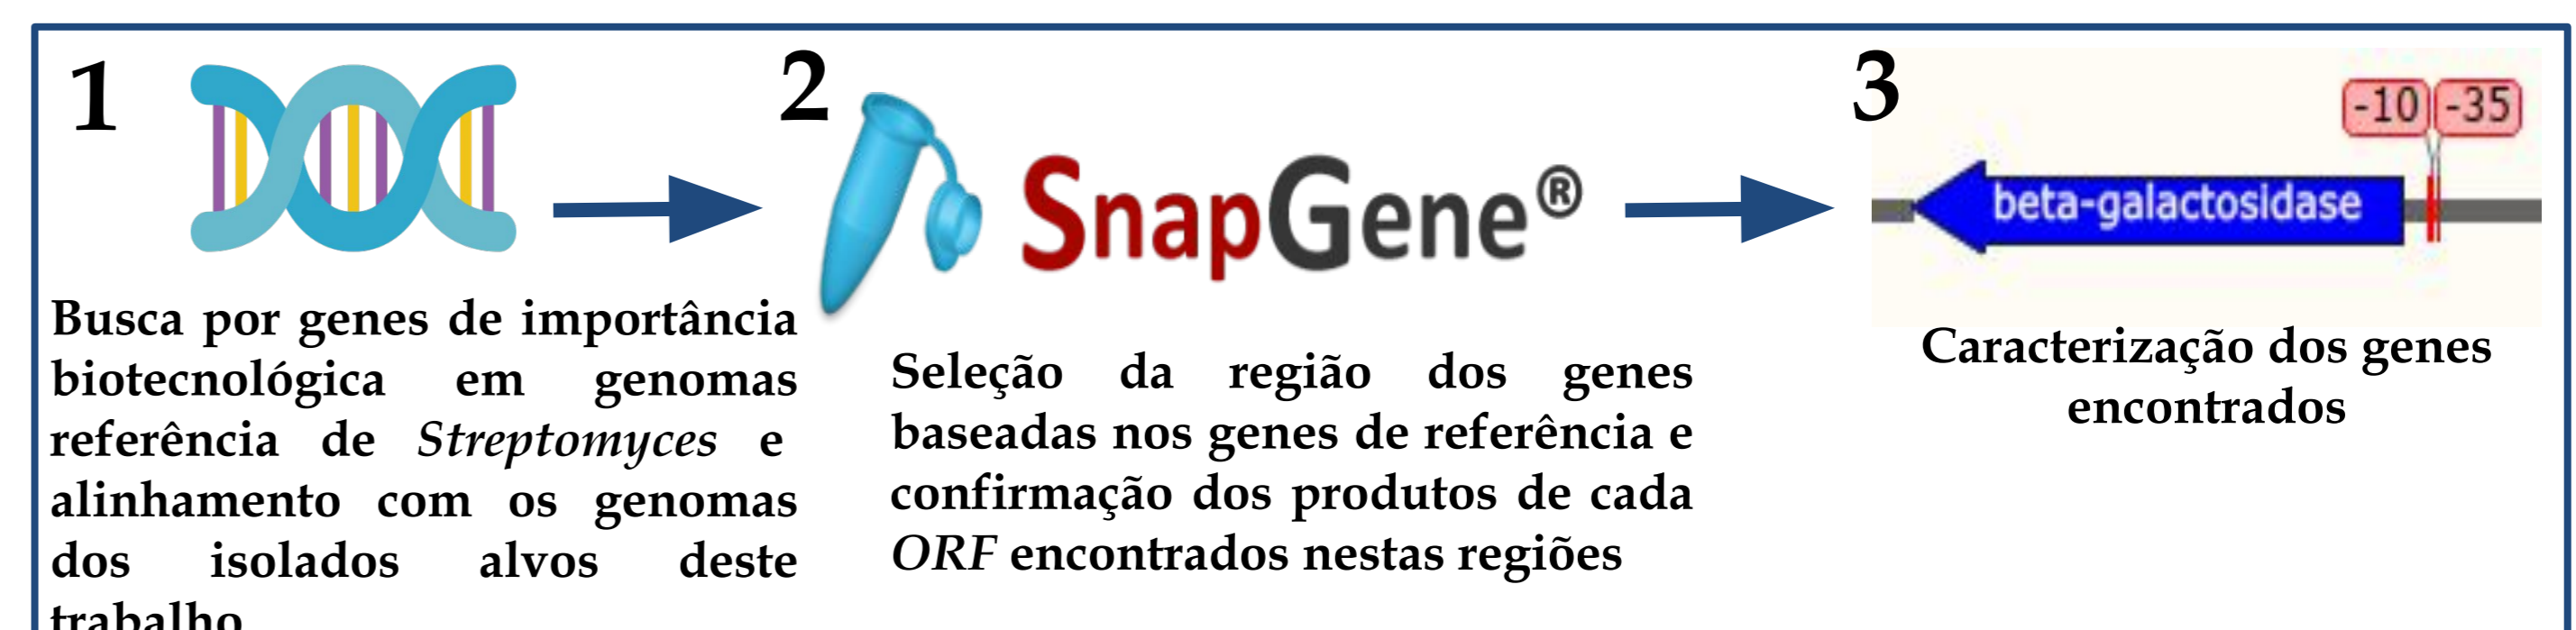 1
Busca por genes de importância
biotecnológica em genomas
referência de Streptomyces e
alinhamento com os genomas
dos isolados alvos deste
trabalho
2
SnapGene®
Seleção da região dos genes
baseadas nos genes de referência e
confirmação dos produtos de cada
ORF encontrados nestas regiões
3
-10 -35
beta-galactosidase
Caracterização dos genes
encontrados